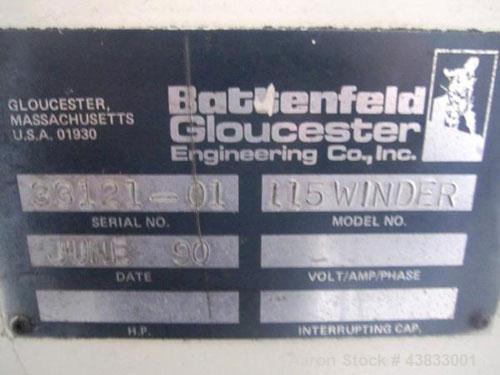 GLOUCESTER,
MASSACHUSETTS
U.S.A. 01930
Battenfeld
Gloucester
Engineering Co., Inc.
33121-01 115 WINDER
SERIAL NO. MODEL NO.
JUNE 90
DATE VOLT/AMP/PHASE
H.P. INTERRUPTING CAP.
Aaron Stock # 43833001